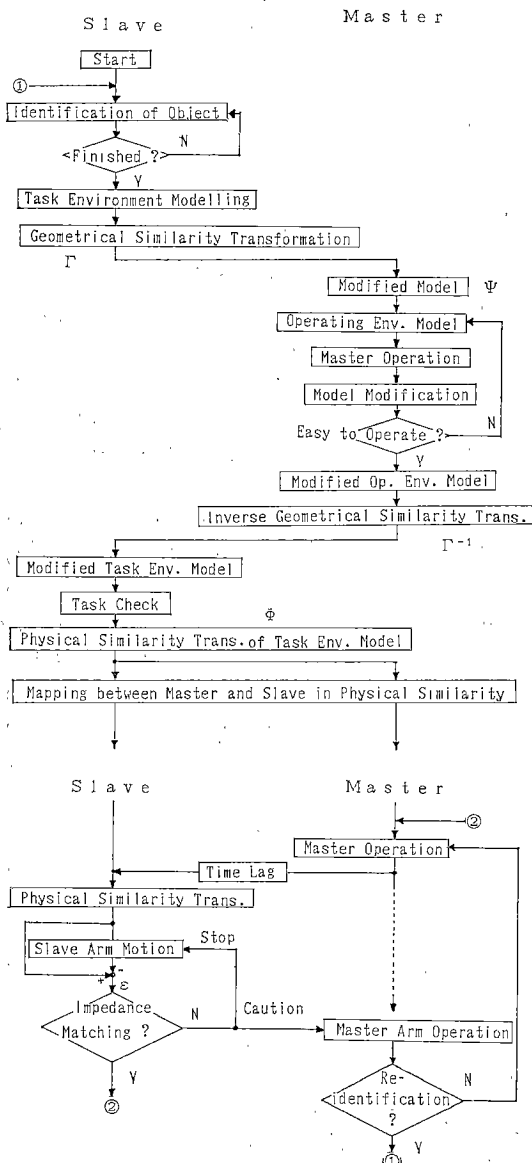 Slave Master
Start
①
Identification of Object
N
<Finished ?>
Y
Task Environment Modelling
Geometrical Similarity Transformation
Γ
Modified Model Ψ
Operating Env. Model
Master Operation
Model Modification
N
Easy to Operate ?
Y
Modified Op. Env. Model
Inverse Geometrical Similarity Trans.
Γ⁻¹
Modified Task Env. Model
Task Check
Φ
Physical Similarity Trans. of Task Env. Model
Mapping between Master and Slave in Physical Similarity
Slave Master
②
Master Operation
Time Lag
Physical Similarity Trans.
Stop
Slave Arm Motion
+ -
ε
Impedance
Matching ?
N
Caution
Master Arm Operation
Y
②
Re-
identification
?
N
Y
①